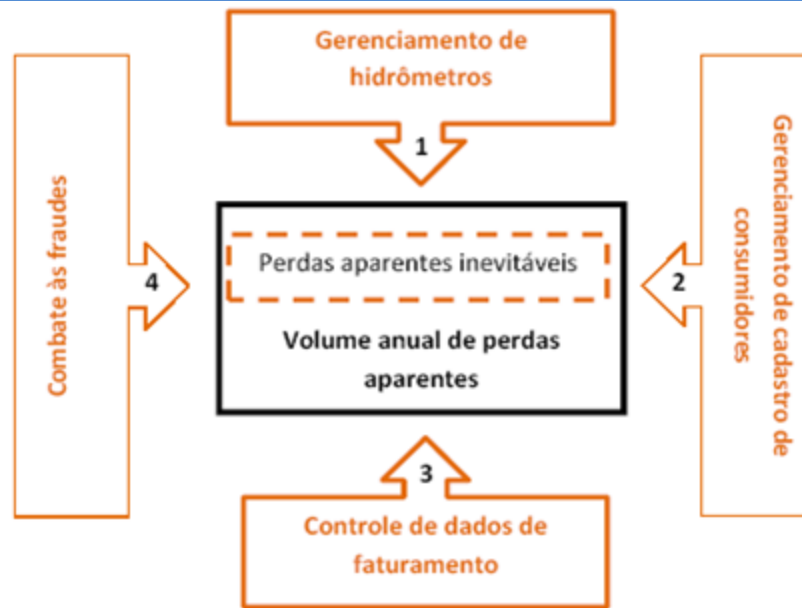 Gerenciamento de
hidrômetros
1
Combate às fraudes
4
Perdas aparentes inevitáveis
Volume anual de perdas
aparentes
2
Gerenciamento de cadastro de
consumidores
3
Controle de dados de
faturamento